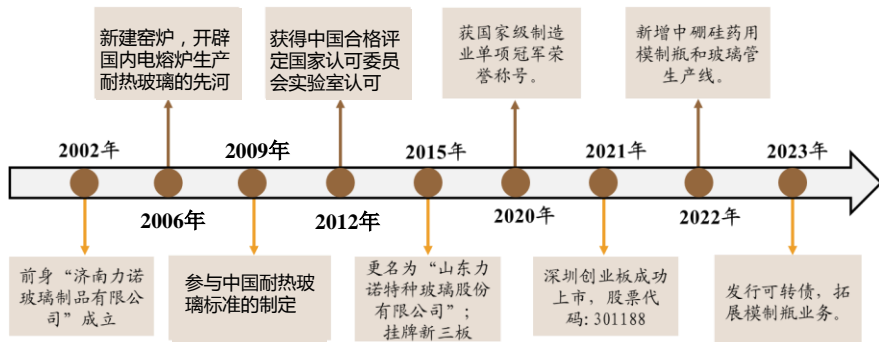 新建窑炉，开辟
国内电熔炉生产
耐热玻璃的先河
获得中国合格评
定国家认可委员
会实验室认可
获国家级制造
业单项冠军荣
誉称号。
新增中硼硅药用
模制瓶和玻璃管
生产线。
2002年
2009年
2015年
2021年
2023年
2006年
2012年
2020年
2022年
前身“济南力诺
玻璃制品有限公
司”成立
参与中国耐热玻
璃标准的制定
更名为“山东力
诺特种玻璃股份
有限公司”；
挂牌新三板
深圳创业板成功
上市，股票代
码: 301188
发行可转债，拓
展模制瓶业务。